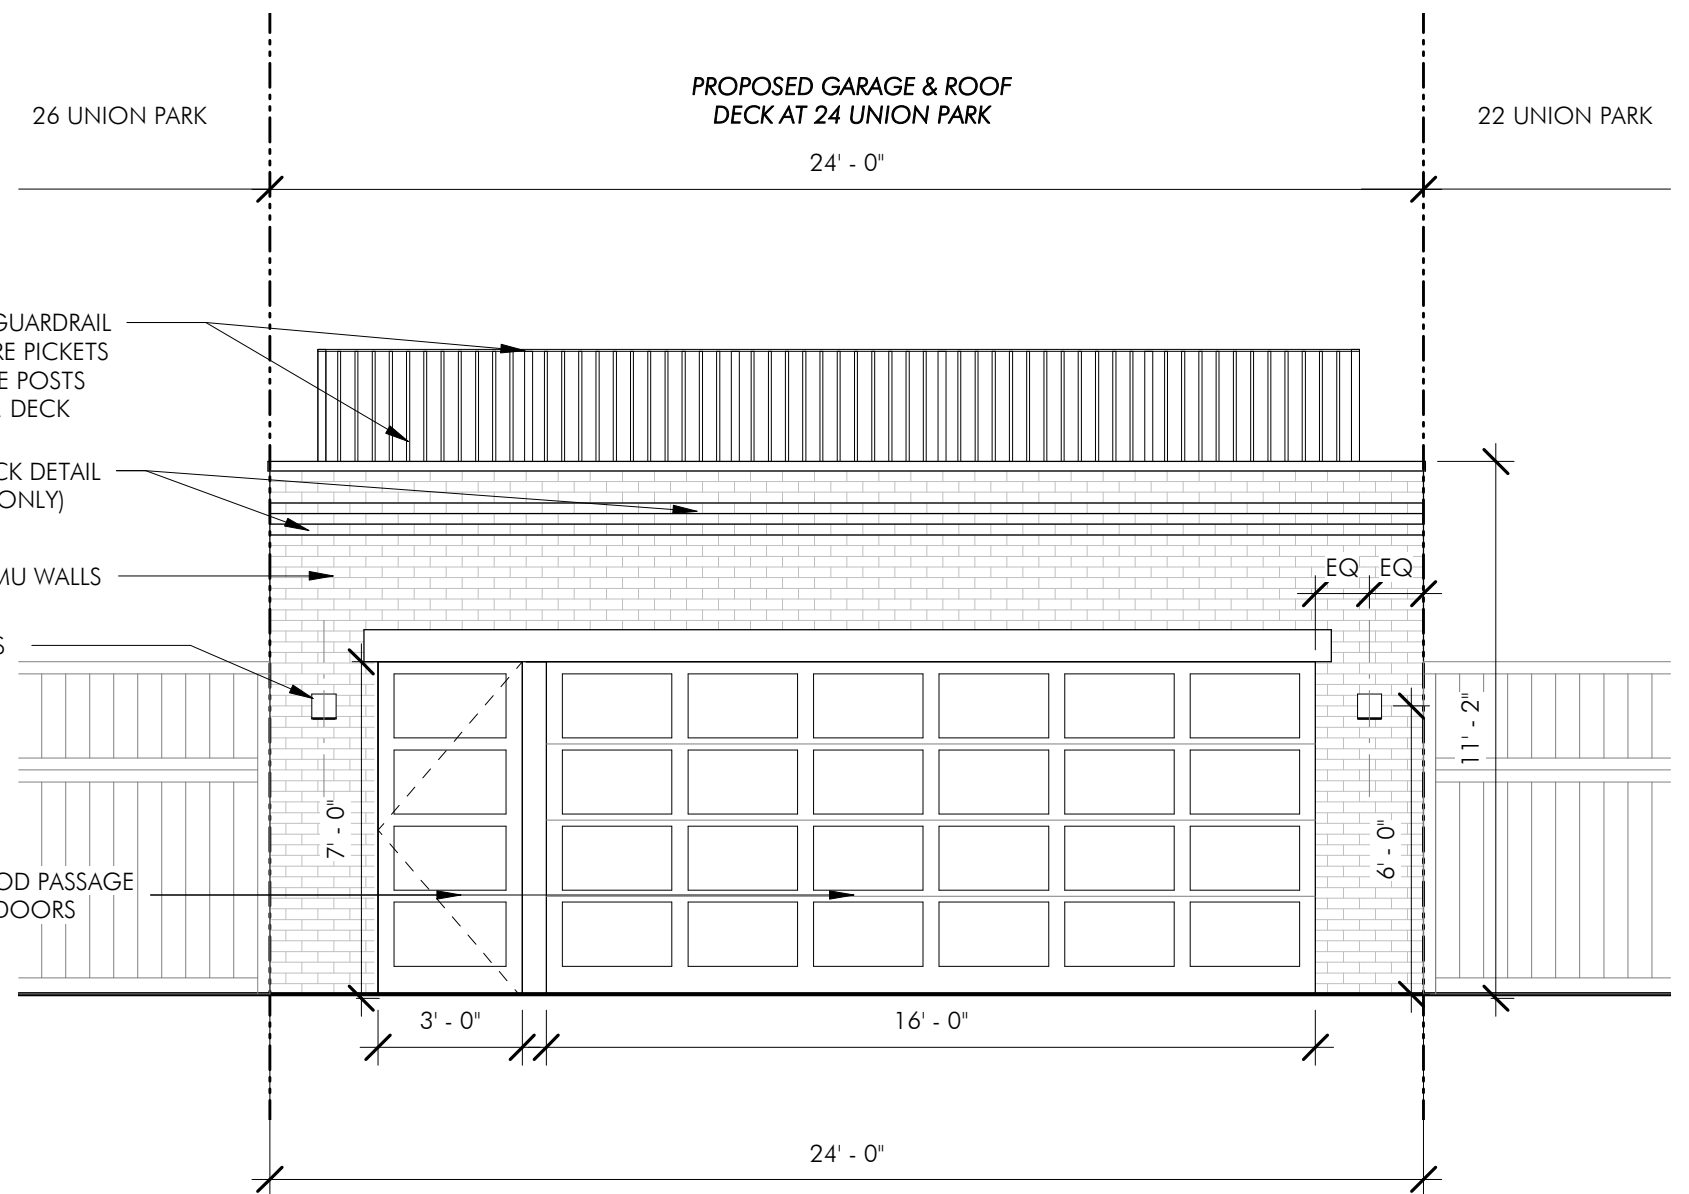 26 UNION PARK
PROPOSED GARAGE & ROOF
DECK AT 24 UNION PARK
22 UNION PARK
24' - 0"
GUARDRAIL
RE PICKETS
E POSTS
DECK
CK DETAIL
ONLY)
MU WALLS
EQ EQ
S
11' - 2"
7' - 0"
6' - 0"
OD PASSAGE
DOORS
3' - 0"
16' - 0"
24' - 0"